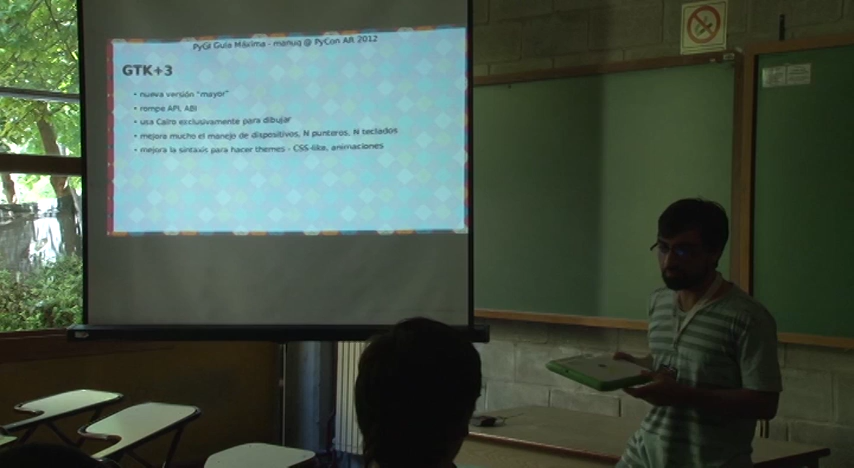 PyGI Guía Máxima - manuq @ PyCon AR 2012
GTK+3
• nueva versión "mayor"
• rompe API, ABI
• usa Cairo exclusivamente para dibujar
• mejora mucho el manejo de dispositivos, N punteros, N teclados
• mejora la sintaxis para hacer themes - CSS-like, animaciones